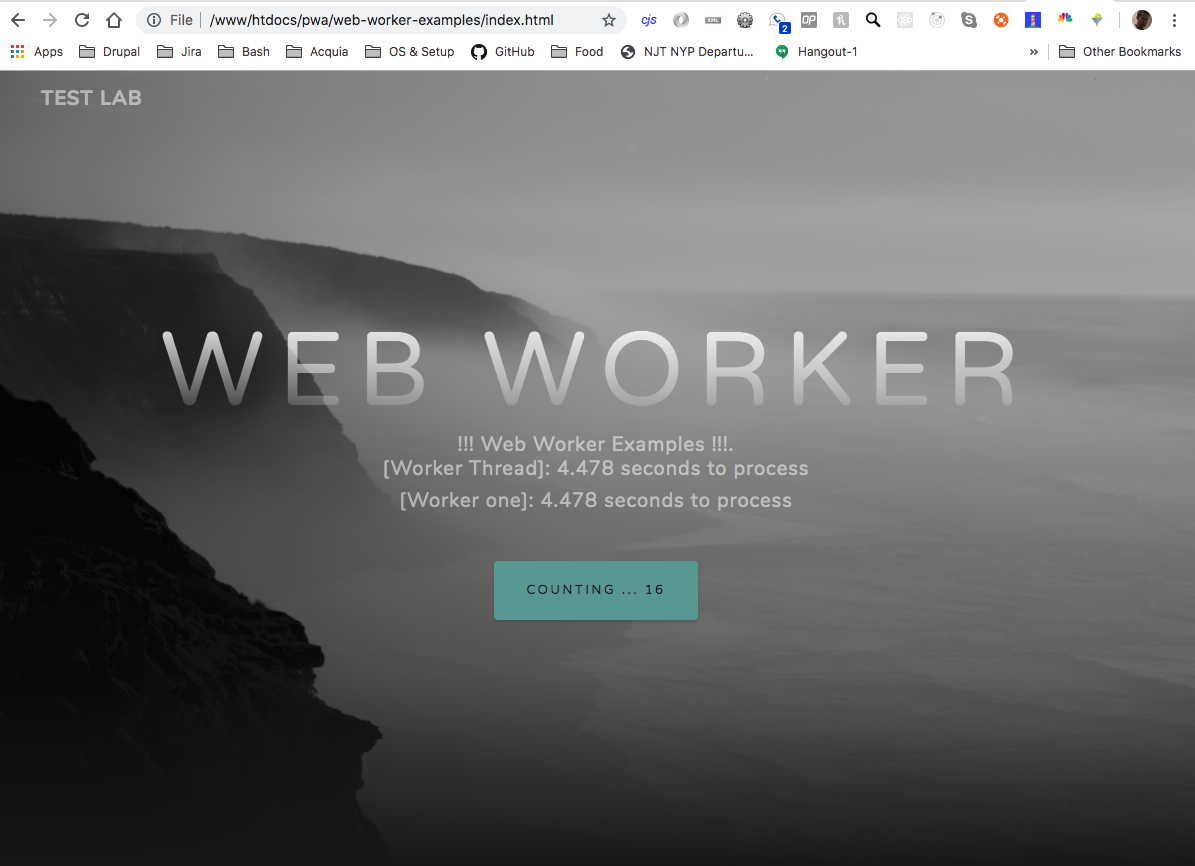 File /www/htdocs/pwa/web-worker-examples/index.html cjs XML 2 OP h S
Apps Drupal Jira Bash Acquia OS & Setup GitHub Food NJT NYP Departu... Hangout-1 » Other Bookmarks
TEST LAB
WEB WORKER
!!! Web Worker Examples !!!.
[Worker Thread]: 4.478 seconds to process
[Worker one]: 4.478 seconds to process
COUNTING ... 16